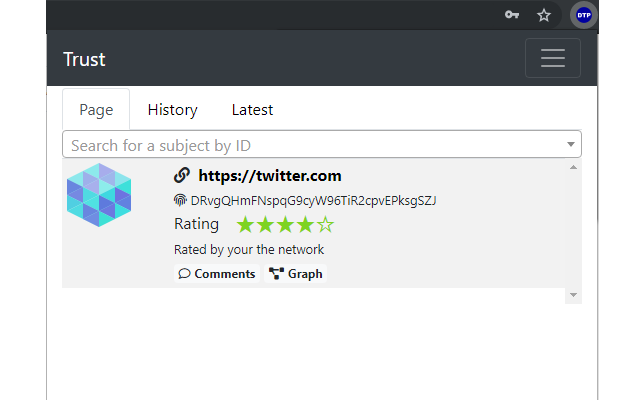 DTP
Trust
Page History Latest
Search for a subject by ID
https://twitter.com
DRvgQHmFNspqG9cyW96TiR2cpvEPksgSZJ
Rating
Rated by your the network
Comments Graph